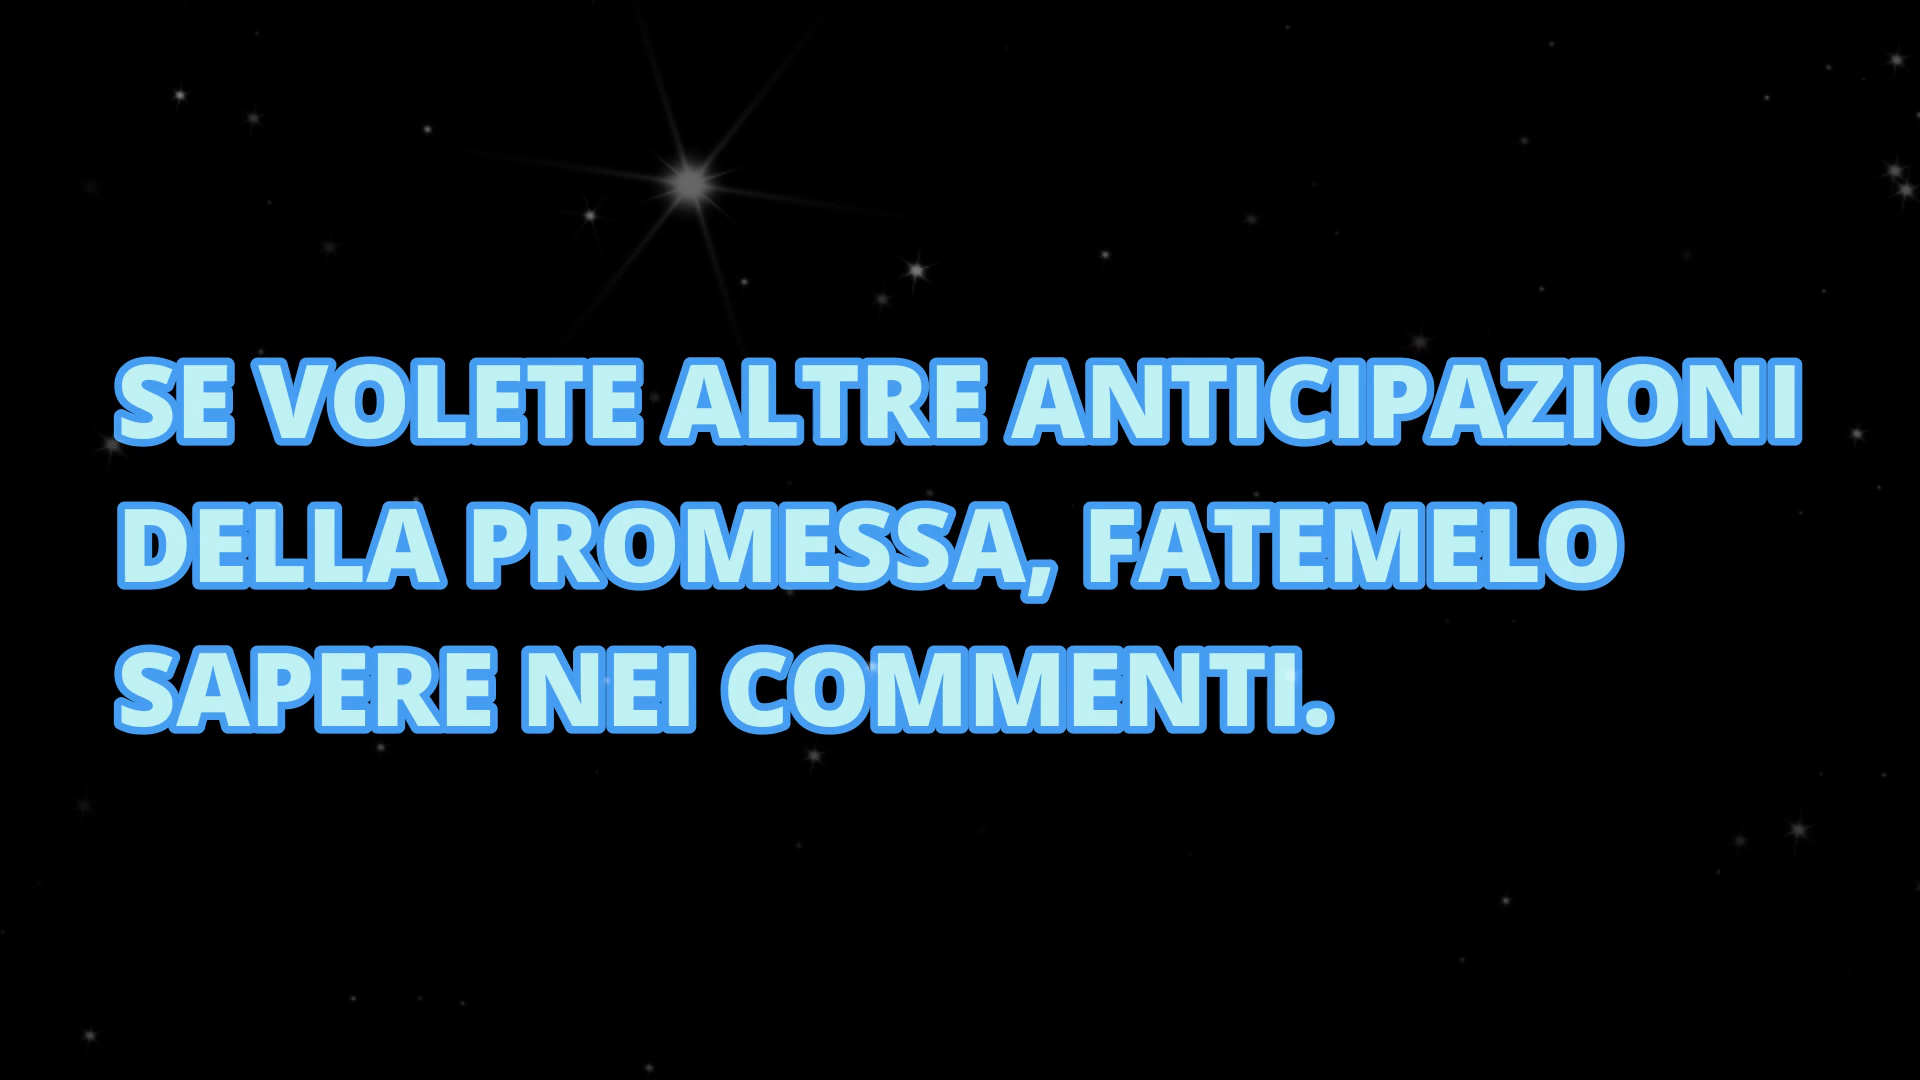 SE VOLETE ALTRE ANTICIPAZIONI
DELLA PROMESSA, FATEMELO
SAPERE NEI COMMENTI.